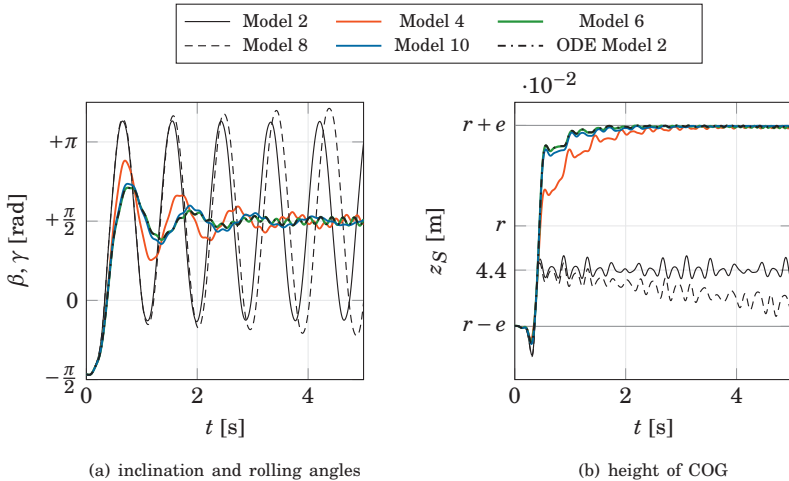 Model 2 Model 4 Model 6
Model 8 Model 10 ODE Model 2
·10⁻²
+π
+π/2
0
−π/2
β, γ [rad]
0 2 4
t [s]
(a) inclination and rolling angles
r + e
r
4.4
r − e
z_S [m]
0 2 4
t [s]
(b) height of COG